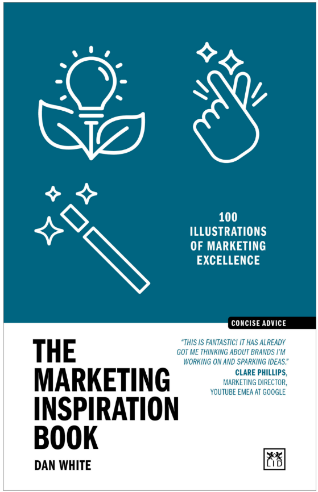 100
ILLUSTRATIONS
OF MARKETING
EXCELLENCE
CONCISE ADVICE
THE
MARKETING
INSPIRATION
BOOK
DAN WHITE
"THIS IS FANTASTIC! IT HAS ALREADY
GOT ME THINKING ABOUT BRANDS I'M
WORKING ON AND SPARKING IDEAS."
CLARE PHILLIPS,
MARKETING DIRECTOR,
YOUTUBE EMEA AT GOOGLE
LID